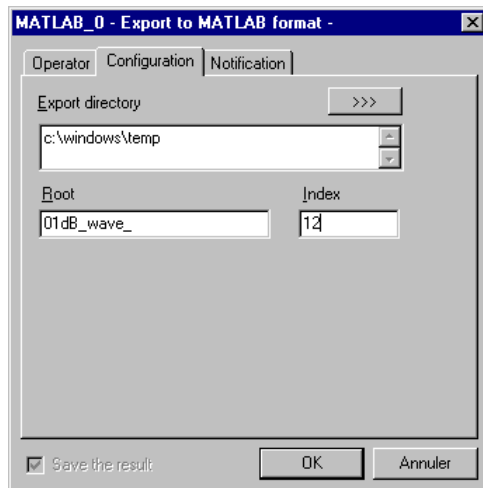 MATLAB_0 - Export to MATLAB format -
Operator Configuration Notification
Export directory >>>
c:\windows\temp
Root Index
01dB_wave_ 12
Save the result OK Annuler